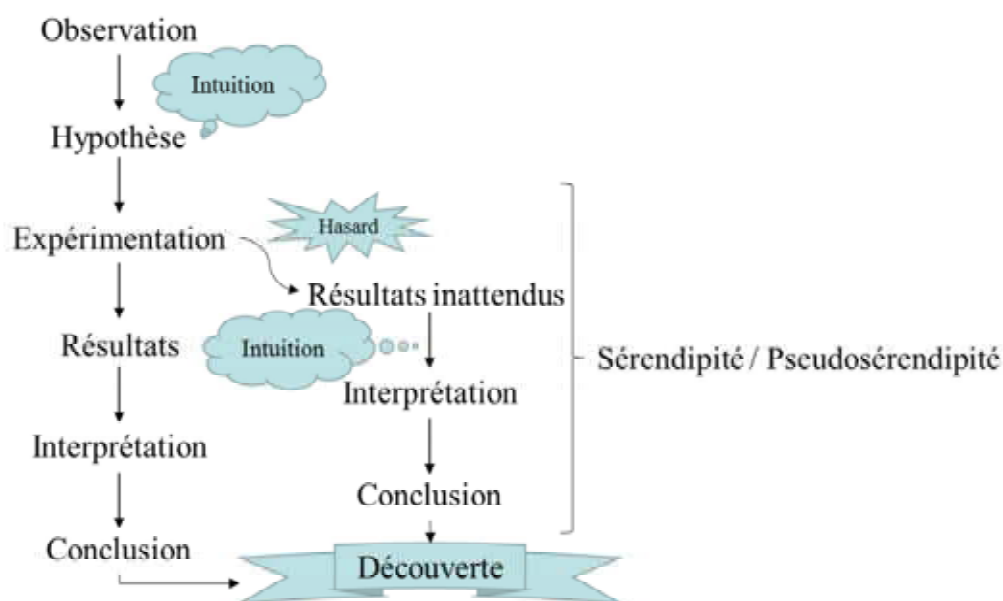 Observation
Intuition
Hypothèse
Hasard
Expérimentation
Résultats inattendus
Résultats
Intuition
Sérendipité / Pseudosérendipité
Interprétation
Interprétation
Conclusion
Conclusion
Découverte